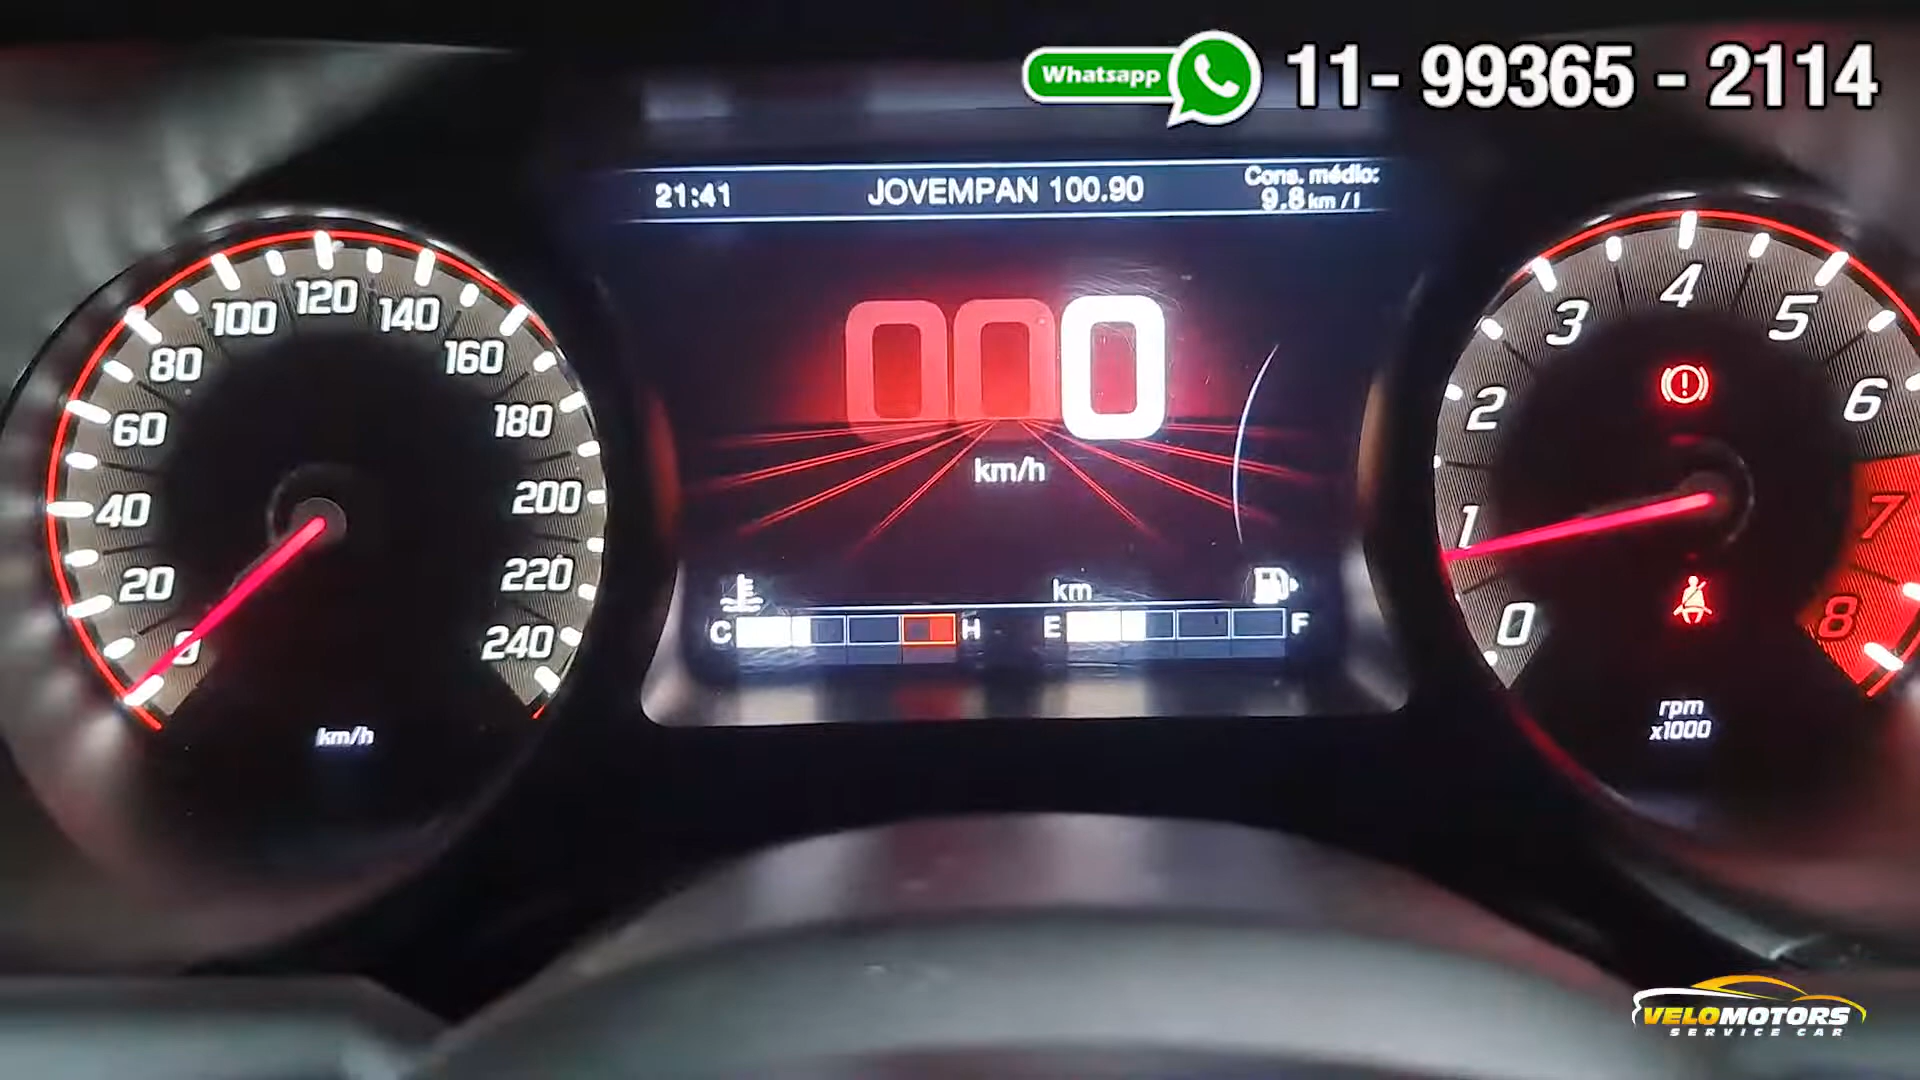 Whatsapp 11- 99365 - 2114
21:41 JOVEMPAN 100.90 Cons. médio:
9.8 km/l
000
km/h
C H
km
E F
0 20 40 60 80 100 120 140 160 180 200 220 240
km/h
0 1 2 3 4 5 6 7 8
rpm
x1000
VELOMOTORS
SERVICE CAR